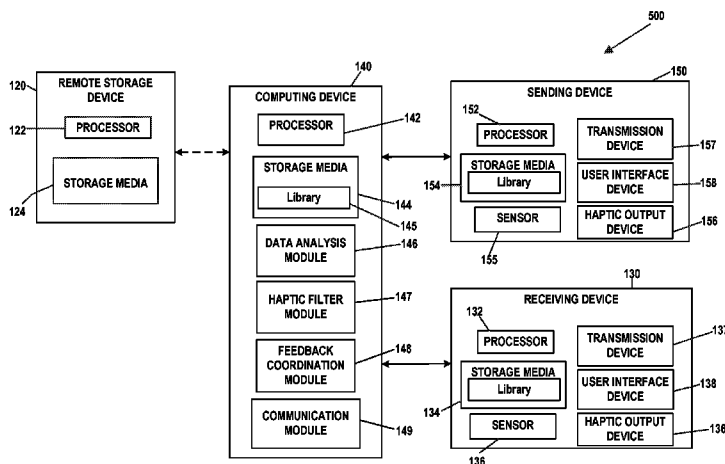 500
120
REMOTE STORAGE
DEVICE
122
PROCESSOR
124
STORAGE MEDIA
140
COMPUTING DEVICE
PROCESSOR
142
STORAGE MEDIA
Library
144
145
DATA ANALYSIS
MODULE
146
HAPTIC FILTER
MODULE
147
FEEDBACK
COORDINATION
MODULE
148
COMMUNICATION
MODULE
149
150
SENDING DEVICE
152
PROCESSOR
STORAGE MEDIA
Library
154
SENSOR
155
TRANSMISSION
DEVICE
157
USER INTERFACE
DEVICE
158
HAPTIC OUTPUT
DEVICE
156
130
RECEIVING DEVICE
132
PROCESSOR
STORAGE MEDIA
Library
134
SENSOR
136
TRANSMISSION
DEVICE
137
USER INTERFACE
DEVICE
138
HAPTIC OUTPUT
DEVICE
136